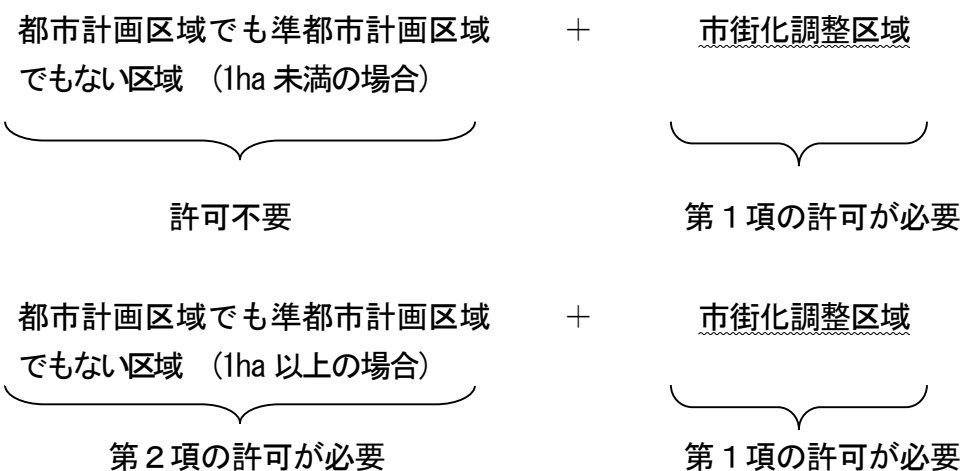 都市計画区域でも準都市計画区域 ＋ 市街化調整区域
でもない区域 （1ha 未満の場合）
許可不要 第１項の許可が必要
都市計画区域でも準都市計画区域 ＋ 市街化調整区域
でもない区域 （1ha 以上の場合）
第２項の許可が必要 第１項の許可が必要